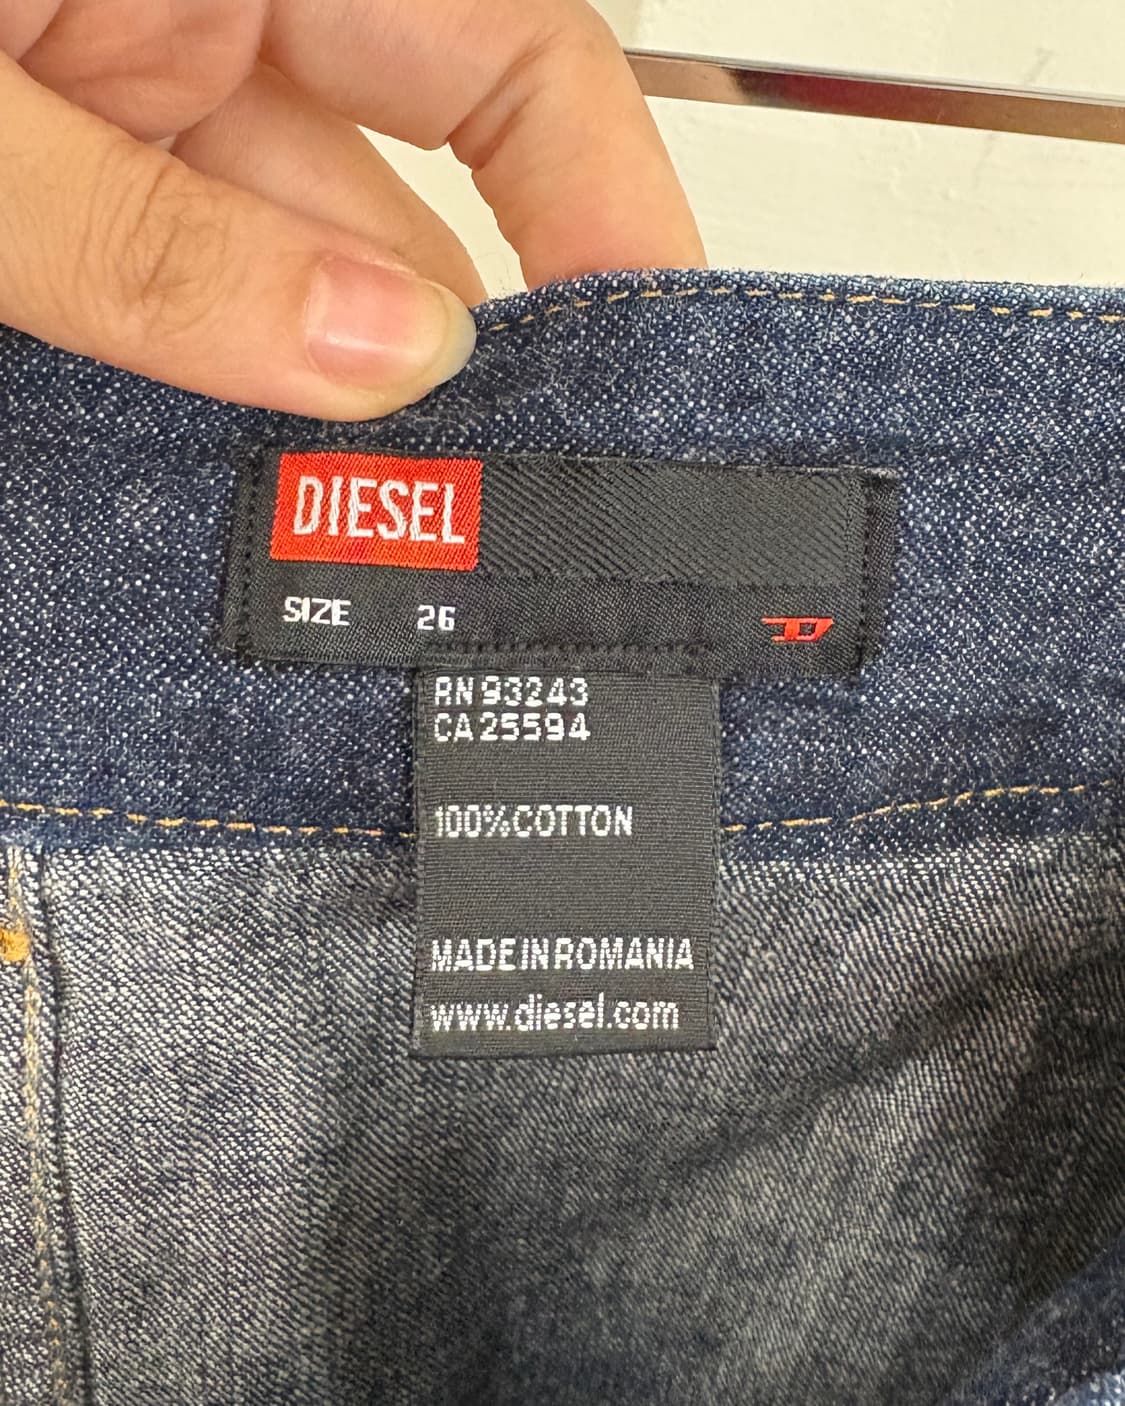 DIESEL
SIZE 26
RN 93243
CA 25594
100% COTTON
MADE IN ROMANIA
www.diesel.com